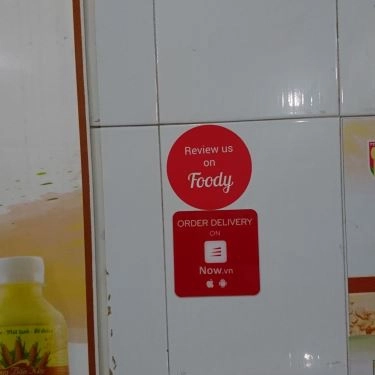 Review us
on
Foody
ORDER DELIVERY
ON
Now.vn